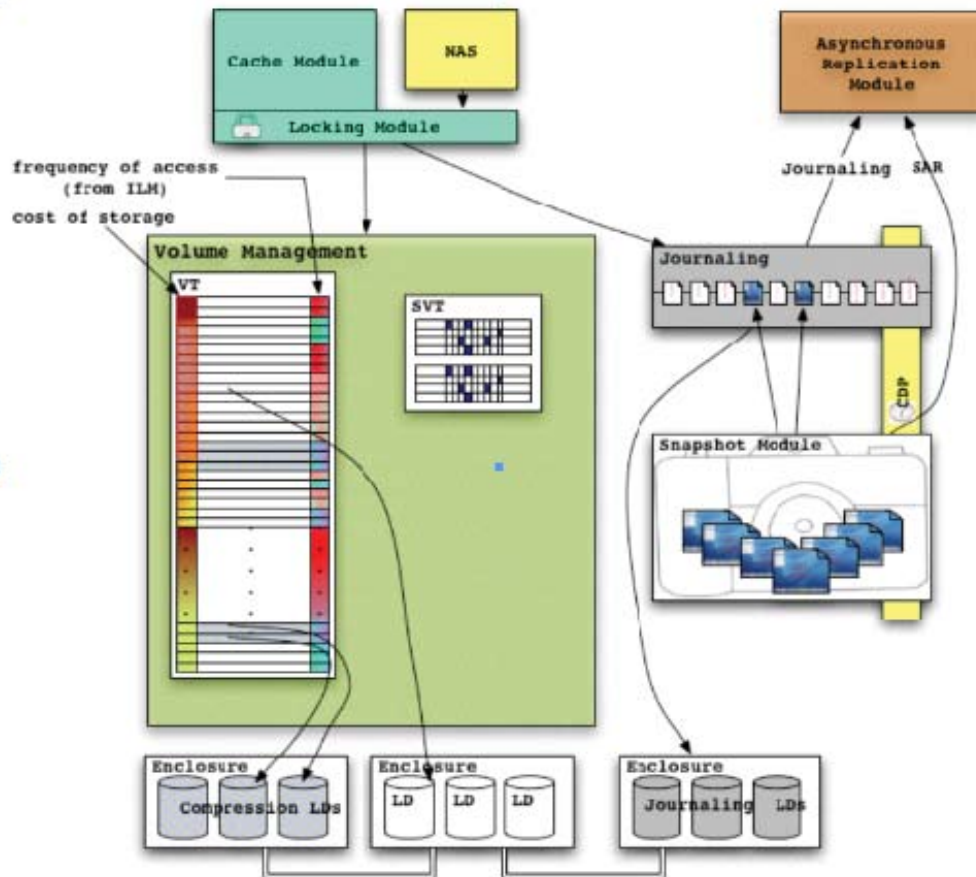 Cache Module
NAS
Locking Module
Asynchronous
Replication
Module
frequency of access
(from ILM)
cost of storage
Journaling SAR
Volume Management
VT
SVT
Journaling
CDP
Snapshot Module
Enclosure
Compression LDs
Enclosure
LD LD LD
Enclosure
Journaling LDs